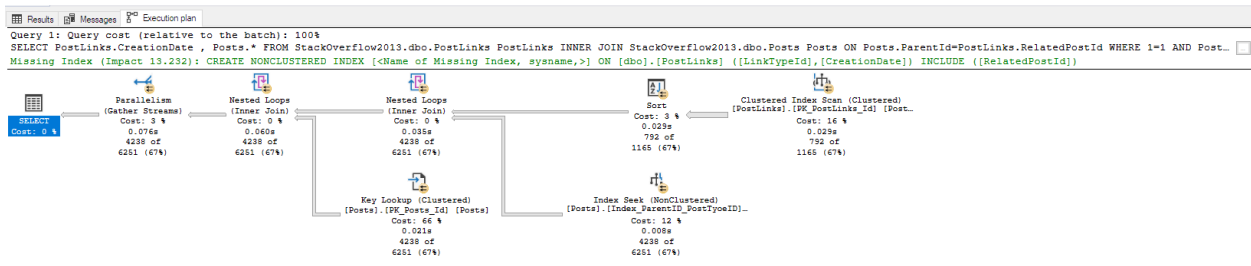 Results Messages Execution plan
Query 1: Query cost (relative to the batch): 100%
SELECT PostLinks.CreationDate , Posts.* FROM StackOverflow2013.dbo.PostLinks PostLinks INNER JOIN StackOverflow2013.dbo.Posts Posts ON Posts.ParentId=PostLinks.RelatedPostId WHERE 1=1 AND Post…
Missing Index (Impact 13.232): CREATE NONCLUSTERED INDEX [<Name of Missing Index, sysname,>] ON [dbo].[PostLinks] ([LinkTypeId],[CreationDate]) INCLUDE ([RelatedPostId])
SELECT
Cost: 0 %
Parallelism
(Gather Streams)
Cost: 3 %
0.076s
4238 of
6251 (67%)
Nested Loops
(Inner Join)
Cost: 0 %
0.060s
4238 of
6251 (67%)
Nested Loops
(Inner Join)
Cost: 0 %
0.035s
4238 of
6251 (67%)
Sort
Cost: 3 %
0.029s
792 of
1165 (67%)
Clustered Index Scan (Clustered)
[PostLinks].[PK_PostLinks_Id] [Post…
Cost: 16 %
0.029s
792 of
1165 (67%)
Key Lookup (Clustered)
[Posts].[PK_Posts_Id] [Posts]
Cost: 66 %
0.021s
4238 of
6251 (67%)
Index Seek (NonClustered)
[Posts].[Index_ParentID_PostTyoeID]…
Cost: 12 %
0.008s
4238 of
6251 (67%)